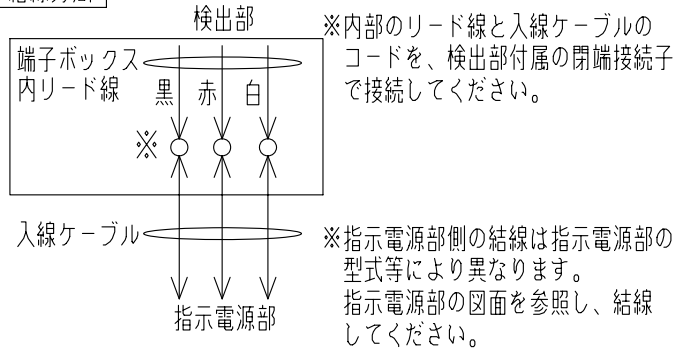 検出部
端子ボックス
内リード線
黒 赤 白
※
入線ケーブル
指示電源部
※内部のリード線と入線ケーブルの
コードを、検出部付属の閉端接続子
で接続してください。
※指示電源部側の結線は指示電源部の
型式等により異なります。
指示電源部の図面を参照し、結線
してください。